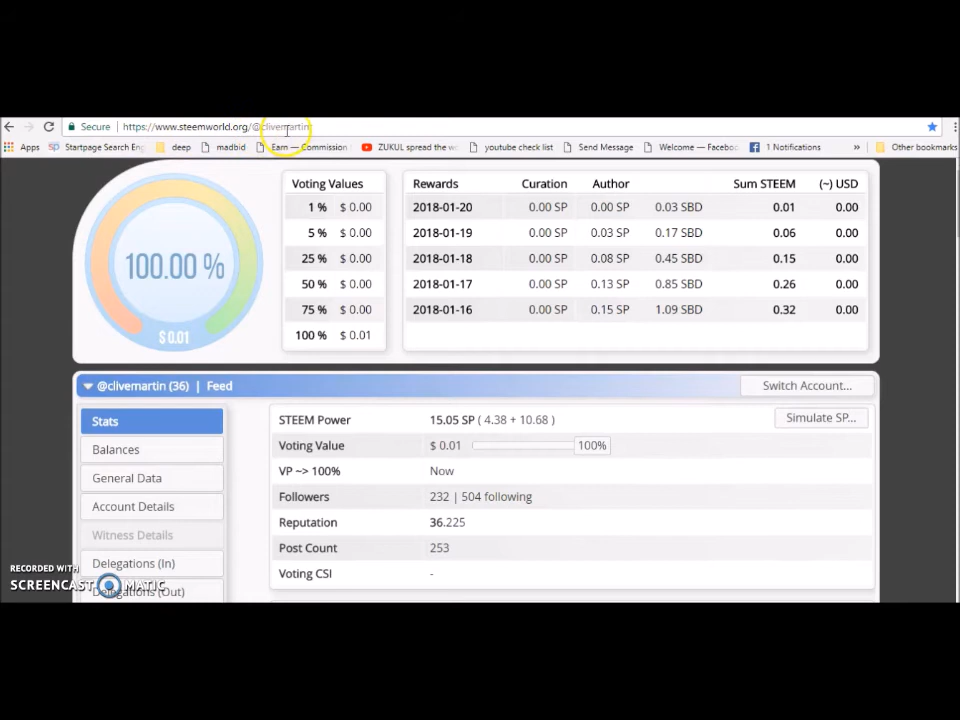 Secure | https://www.steemworld.org/@clivemartin
Apps Startpage Search Eng deep madbid Earn — Commission ZUKUL spread the wo youtube check list Send Message Welcome — Faceboo 1 Notifications » Other bookmarks
Voting Values Rewards Curation Author Sum STEEM (~) USD
1 % $ 0.00 2018-01-20 0.00 SP 0.00 SP 0.03 SBD 0.01 0.00
5 % $ 0.00 2018-01-19 0.00 SP 0.03 SP 0.17 SBD 0.06 0.00
25 % $ 0.00 2018-01-18 0.00 SP 0.08 SP 0.45 SBD 0.15 0.00
100.00 %
50 % $ 0.00 2018-01-17 0.00 SP 0.13 SP 0.85 SBD 0.26 0.00
75 % $ 0.00 2018-01-16 0.00 SP 0.15 SP 1.09 SBD 0.32 0.00
$ 0.01
100 % $ 0.01
@clivemartin (36) | Feed Switch Account...
Stats
STEEM Power 15.05 SP ( 4.38 + 10.68 ) Simulate SP...
Balances
Voting Value $ 0.01 100%
General Data
VP ~> 100% Now
Account Details
Followers 232 | 504 following
Witness Details
Reputation 36.225
Delegations (In)
Post Count 253
Delegations (Out)
Voting CSI -
RECORDED WITH
SCREENCAST MATIC